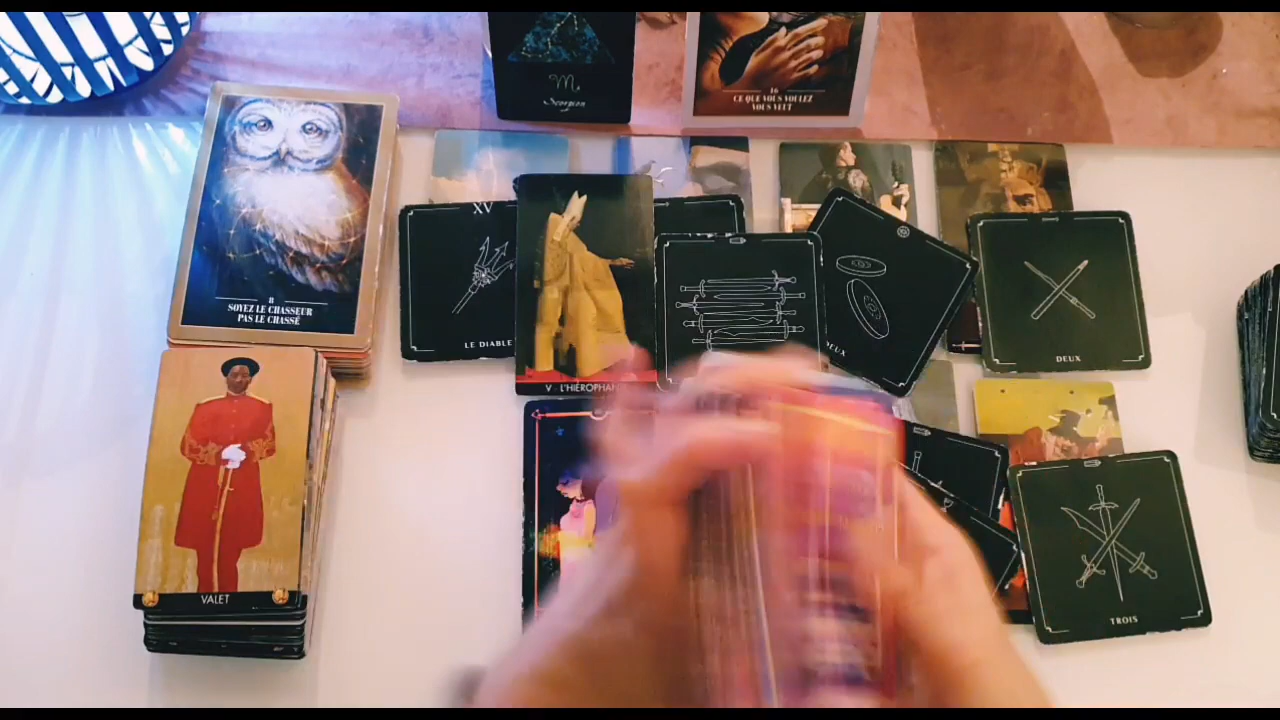 Scorpion
16
CE QUE VOUS VOULEZ
VOUS VEUT
8
SOYEZ LE CHASSEUR
PAS LE CHASSÉ
XV
LE DIABLE
V · L'HIÉROPHAN
DEUX
DEUX
VALET
TROIS